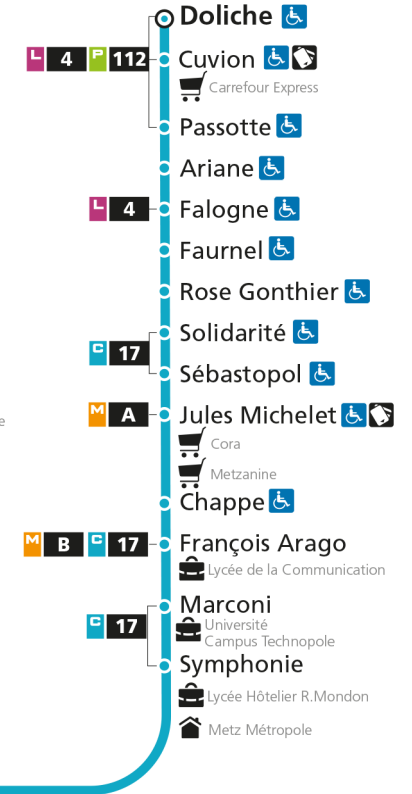 Doliche
L 4 P 112 Cuvion
Carrefour Express
Passotte
Ariane
L 4 Falogne
Faurnel
Rose Gonthier
Solidarité
C 17
Sébastopol
M A Jules Michelet
e
Cora
Metzanine
Chappe
M B C 17 François Arago
Lycée de la Communication
Marconi
C 17 Université
Campus Technopole
Symphonie
Lycée Hôtelier R.Mondon
Metz Métropole